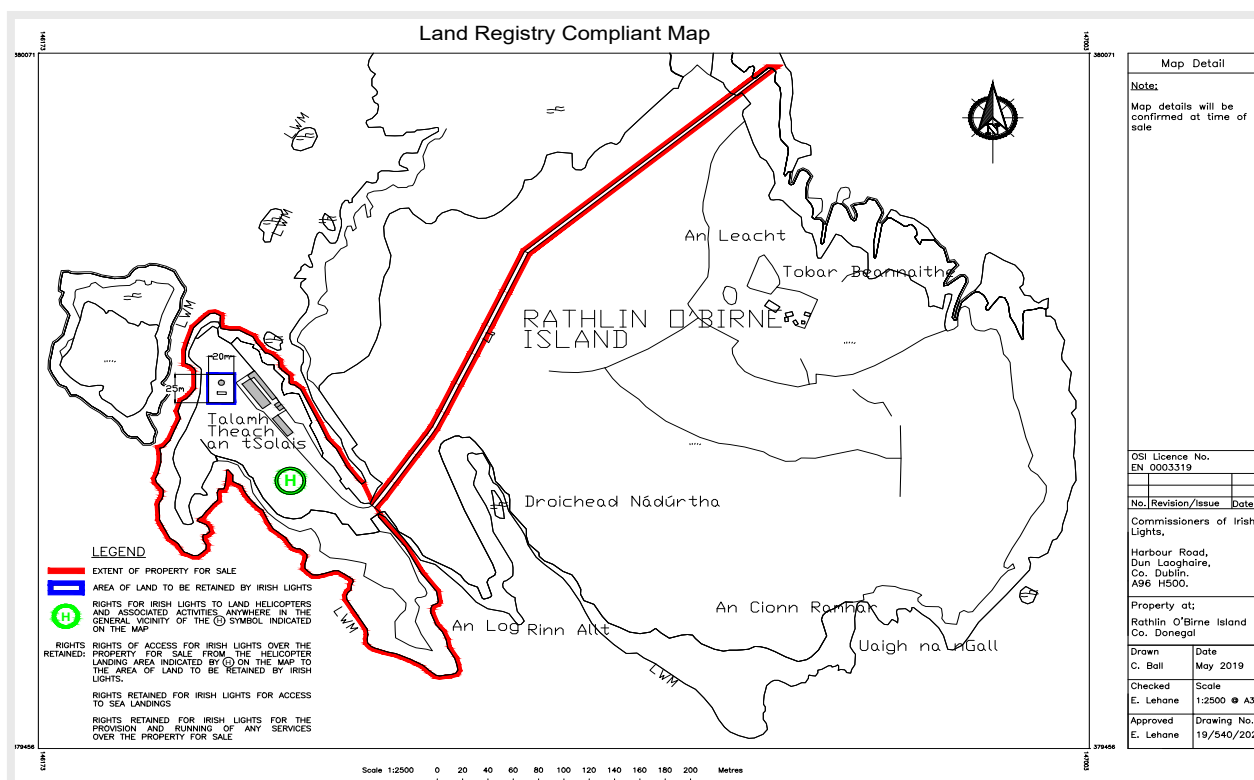 Land Registry Compliant Map
146173
147003
380071
380071
LWM
LWM
LWM
An Leacht
Tobar Beannaithe
RATHLIN O'BIRNE
ISLAND
20m
25m
Talamh
Theach
an tSolais
H
Droichead Nádúrtha
An Log
Rinn Allt
An Cionn Ramhar
Uaigh na nGall
LWM
LWM
LEGEND
EXTENT OF PROPERTY FOR SALE
AREA OF LAND TO BE RETAINED BY IRISH LIGHTS
H
RIGHTS FOR IRISH LIGHTS TO LAND HELICOPTERS
AND ASSOCIATED ACTIVITIES ANYWHERE IN THE
GENERAL VICINITY OF THE H SYMBOL INDICATED
ON THE MAP
RIGHTS
RETAINED:
RIGHTS OF ACCESS FOR IRISH LIGHTS OVER THE
PROPERTY FOR SALE FROM THE HELICOPTER
LANDING AREA INDICATED BY H ON THE MAP TO
THE AREA OF LAND TO BE RETAINED BY IRISH
LIGHTS.
RIGHTS RETAINED FOR IRISH LIGHTS FOR ACCESS
TO SEA LANDINGS
RIGHTS RETAINED FOR IRISH LIGHTS FOR THE
PROVISION AND RUNNING OF ANY SERVICES
OVER THE PROPERTY FOR SALE
379456
379456
146173
147003
Scale 1:2500 0 20 40 60 80 100 120 140 160 180 200 Metres
Map Detail
Note:
Map details will be
confirmed at time of
sale
OSI Licence No.
EN 0003319
No. Revision/Issue Date
Commissioners of Irish
Lights,
Harbour Road,
Dun Laoghaire,
Co. Dublin.
A96 H500.
Property at;
Rathlin O'Birne Island
Co. Donegal
Drawn
C. Ball
Date
May 2019
Checked
E. Lehane
Scale
1:2500 @ A3
Approved
E. Lehane
Drawing No.
19/540/202